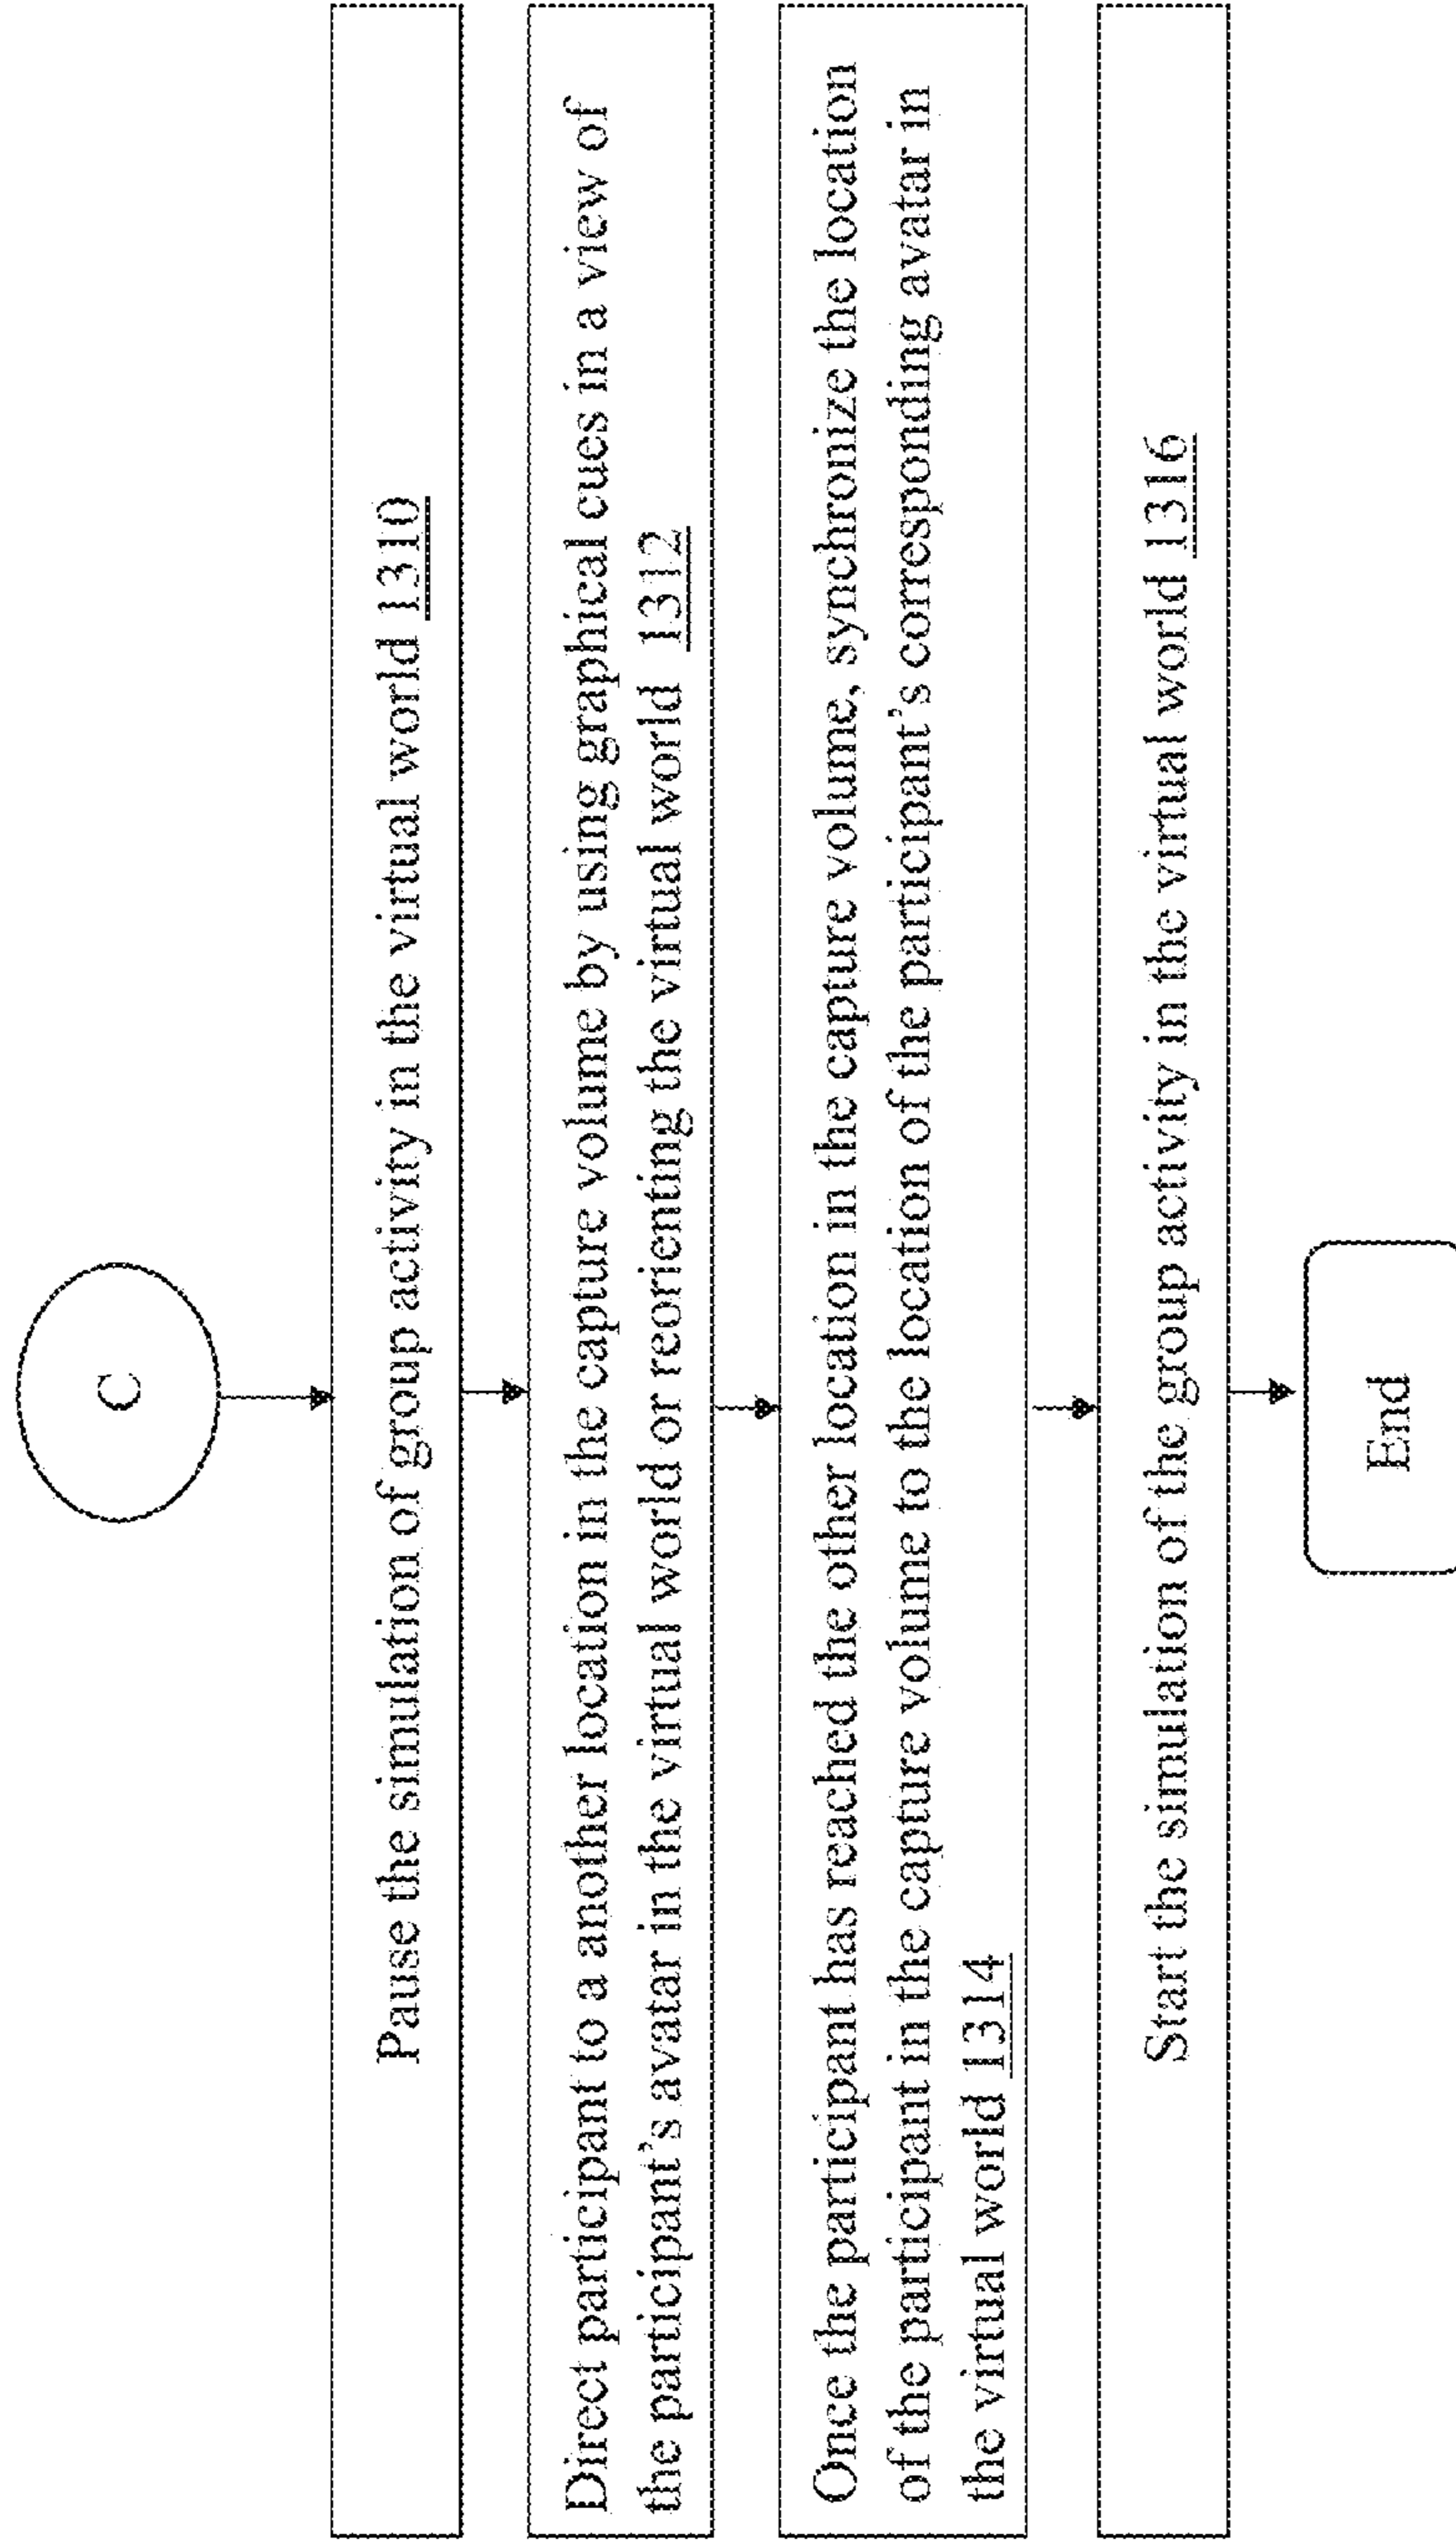 C
Pause the simulation of group activity in the virtual world 1310
Direct participant to a another location in the capture volume by using graphical cues in a view of
the participant's avatar in the virtual world or reorienting the virtual world 1312
Once the participant has reached the other location in the capture volume, synchronize the location
of the participant in the capture volume to the location of the participant's corresponding avatar in
the virtual world 1314
Start the simulation of the group activity in the virtual world 1316
End